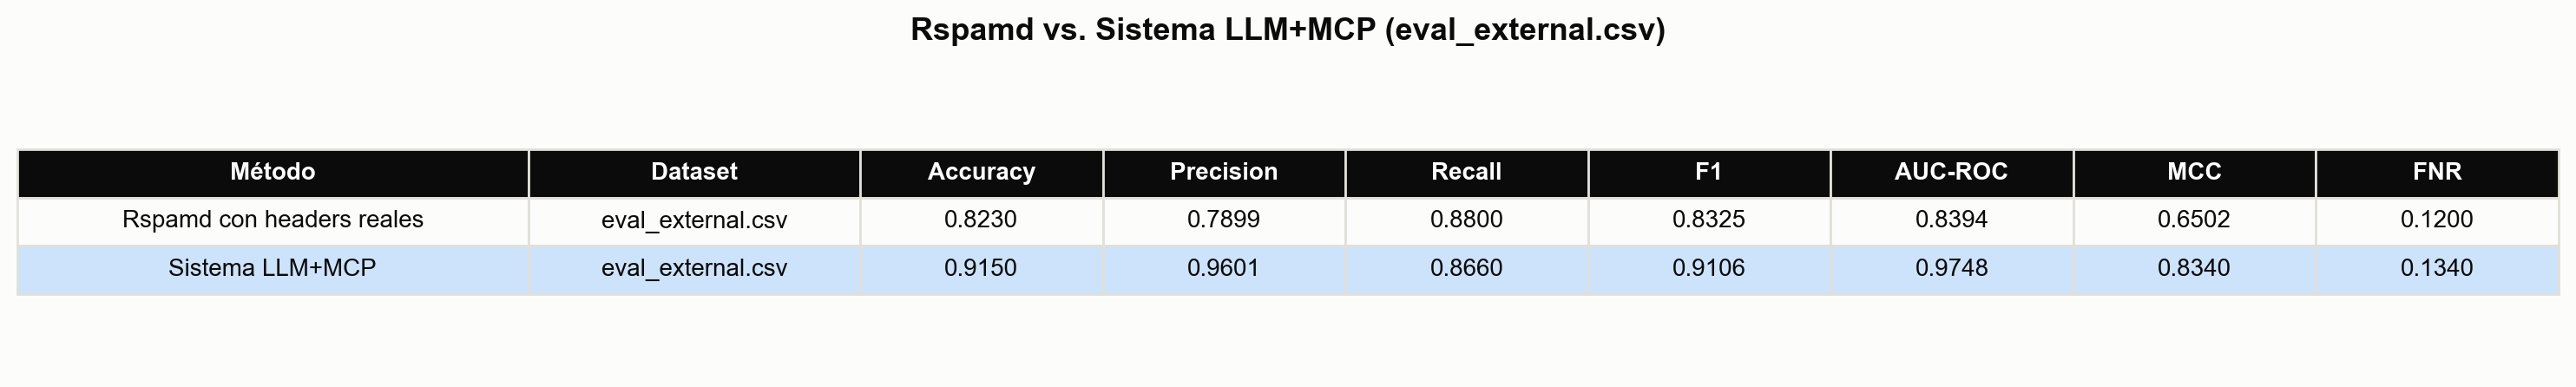 Rspamd vs. Sistema LLM+MCP (eval_external.csv)
Método Dataset Accuracy Precision Recall F1 AUC-ROC MCC FNR
Rspamd con headers reales eval_external.csv 0.8230 0.7899 0.8800 0.8325 0.8394 0.6502 0.1200
Sistema LLM+MCP eval_external.csv 0.9150 0.9601 0.8660 0.9106 0.9748 0.8340 0.1340